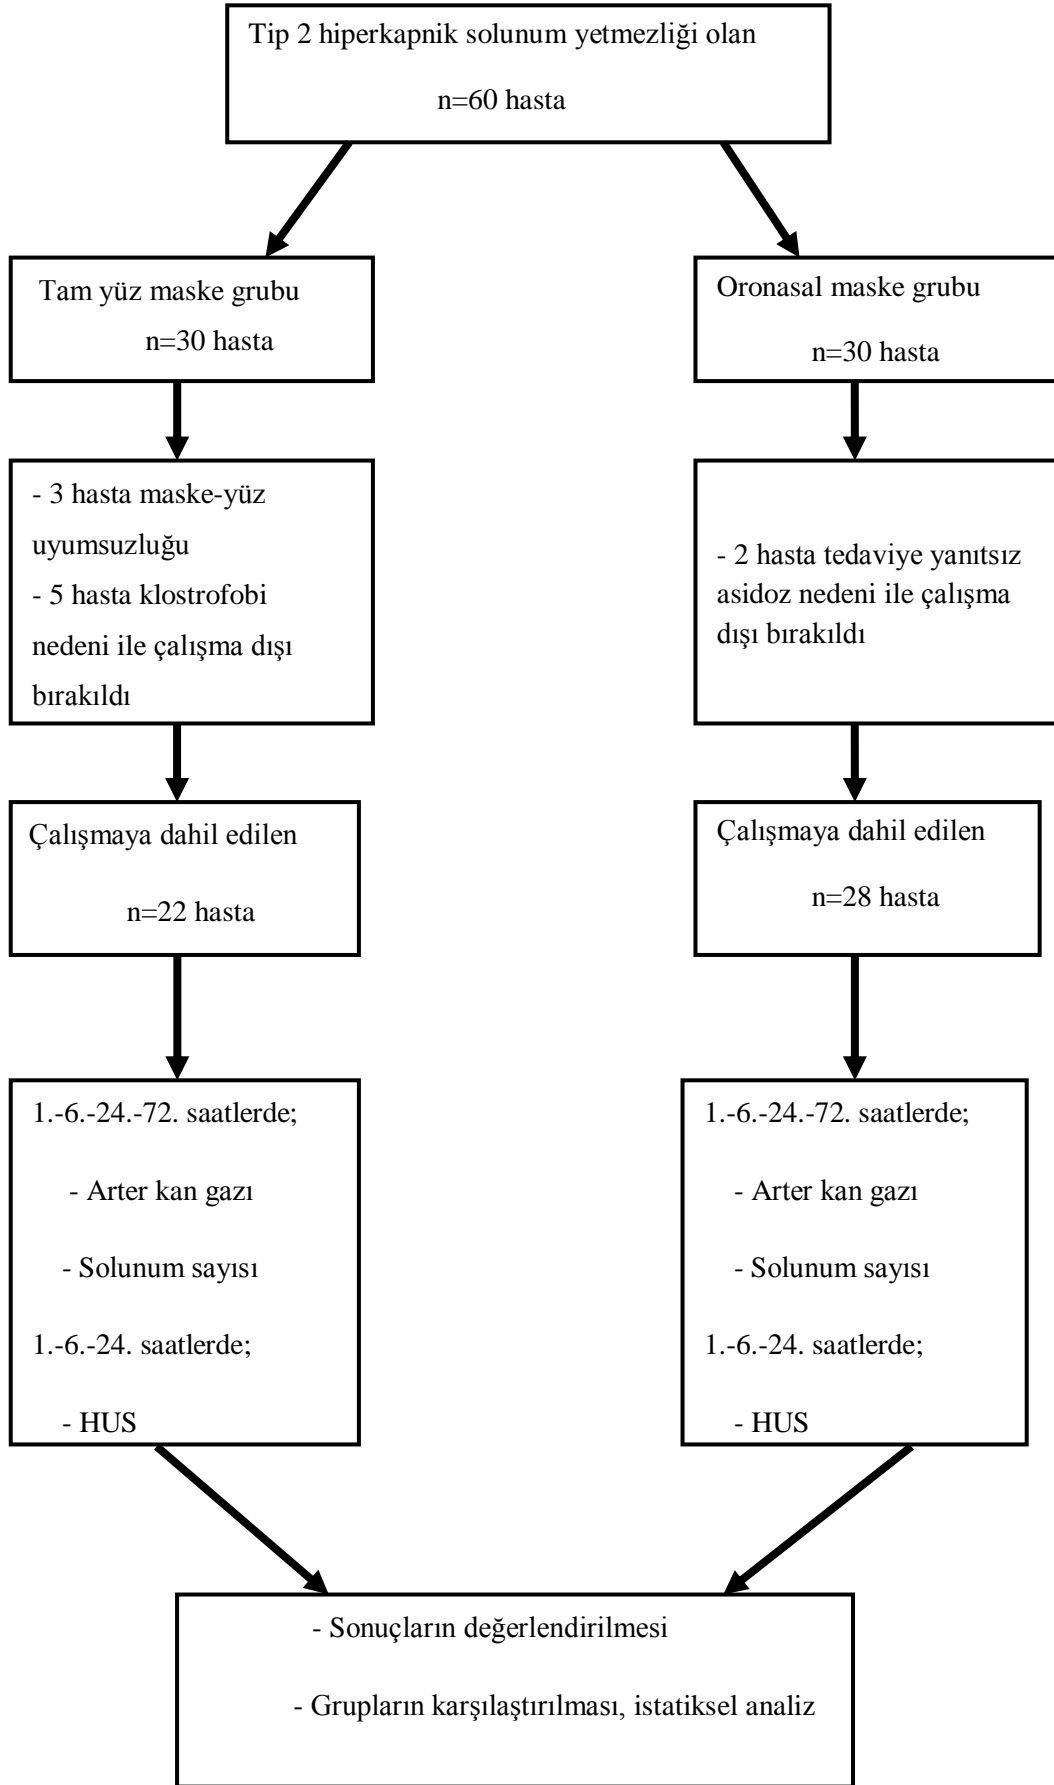 Tip 2 hiperkapnik solunum yetmezliği olan
n=60 hasta
Tam yüz maske grubu
n=30 hasta
Oronasal maske grubu
n=30 hasta
- 3 hasta maske-yüz
uyumsuzluğu
- 5 hasta klostrofobi
nedeni ile çalışma dışı
bırakıldı
- 2 hasta tedaviye yanıtsız
asidoz nedeni ile çalışma
dışı bırakıldı
Çalışmaya dahil edilen
n=22 hasta
Çalışmaya dahil edilen
n=28 hasta
1.-6.-24.-72. saatlerde;
- Arter kan gazı
- Solunum sayısı
1.-6.-24. saatlerde;
- HUS
1.-6.-24.-72. saatlerde;
- Arter kan gazı
- Solunum sayısı
1.-6.-24. saatlerde;
- HUS
- Sonuçların değerlendirilmesi
- Grupların karşılaştırılması, istatiksel analiz